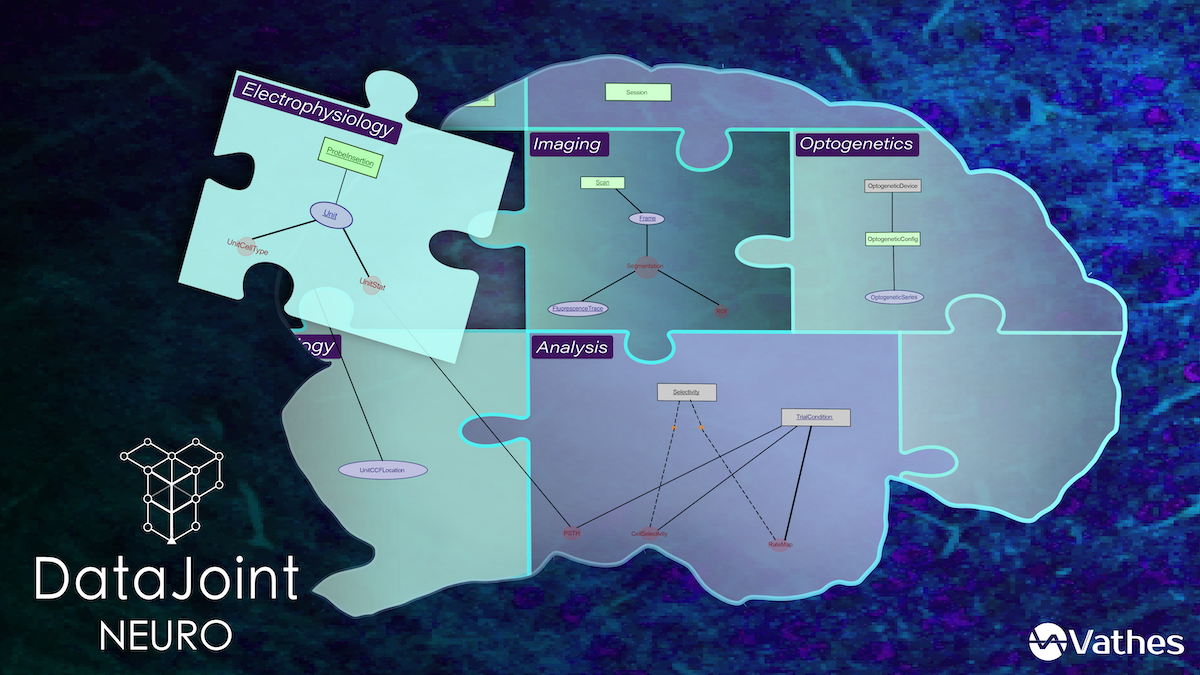 Electrophysiology
ProbeInsertion
Unit
UnitCellType
UnitStat
Session
Imaging
Scan
Frame
Segmentation
FluorescenceTrace
ROI
Optogenetics
OptogeneticDevice
OptogeneticConfig
OptogeneticSeries
ology
UnitCCFLocation
Analysis
Selectivity
TrialCondition
PSTH
CellSelectivity
RateMap
DataJoint
NEURO
Vathes